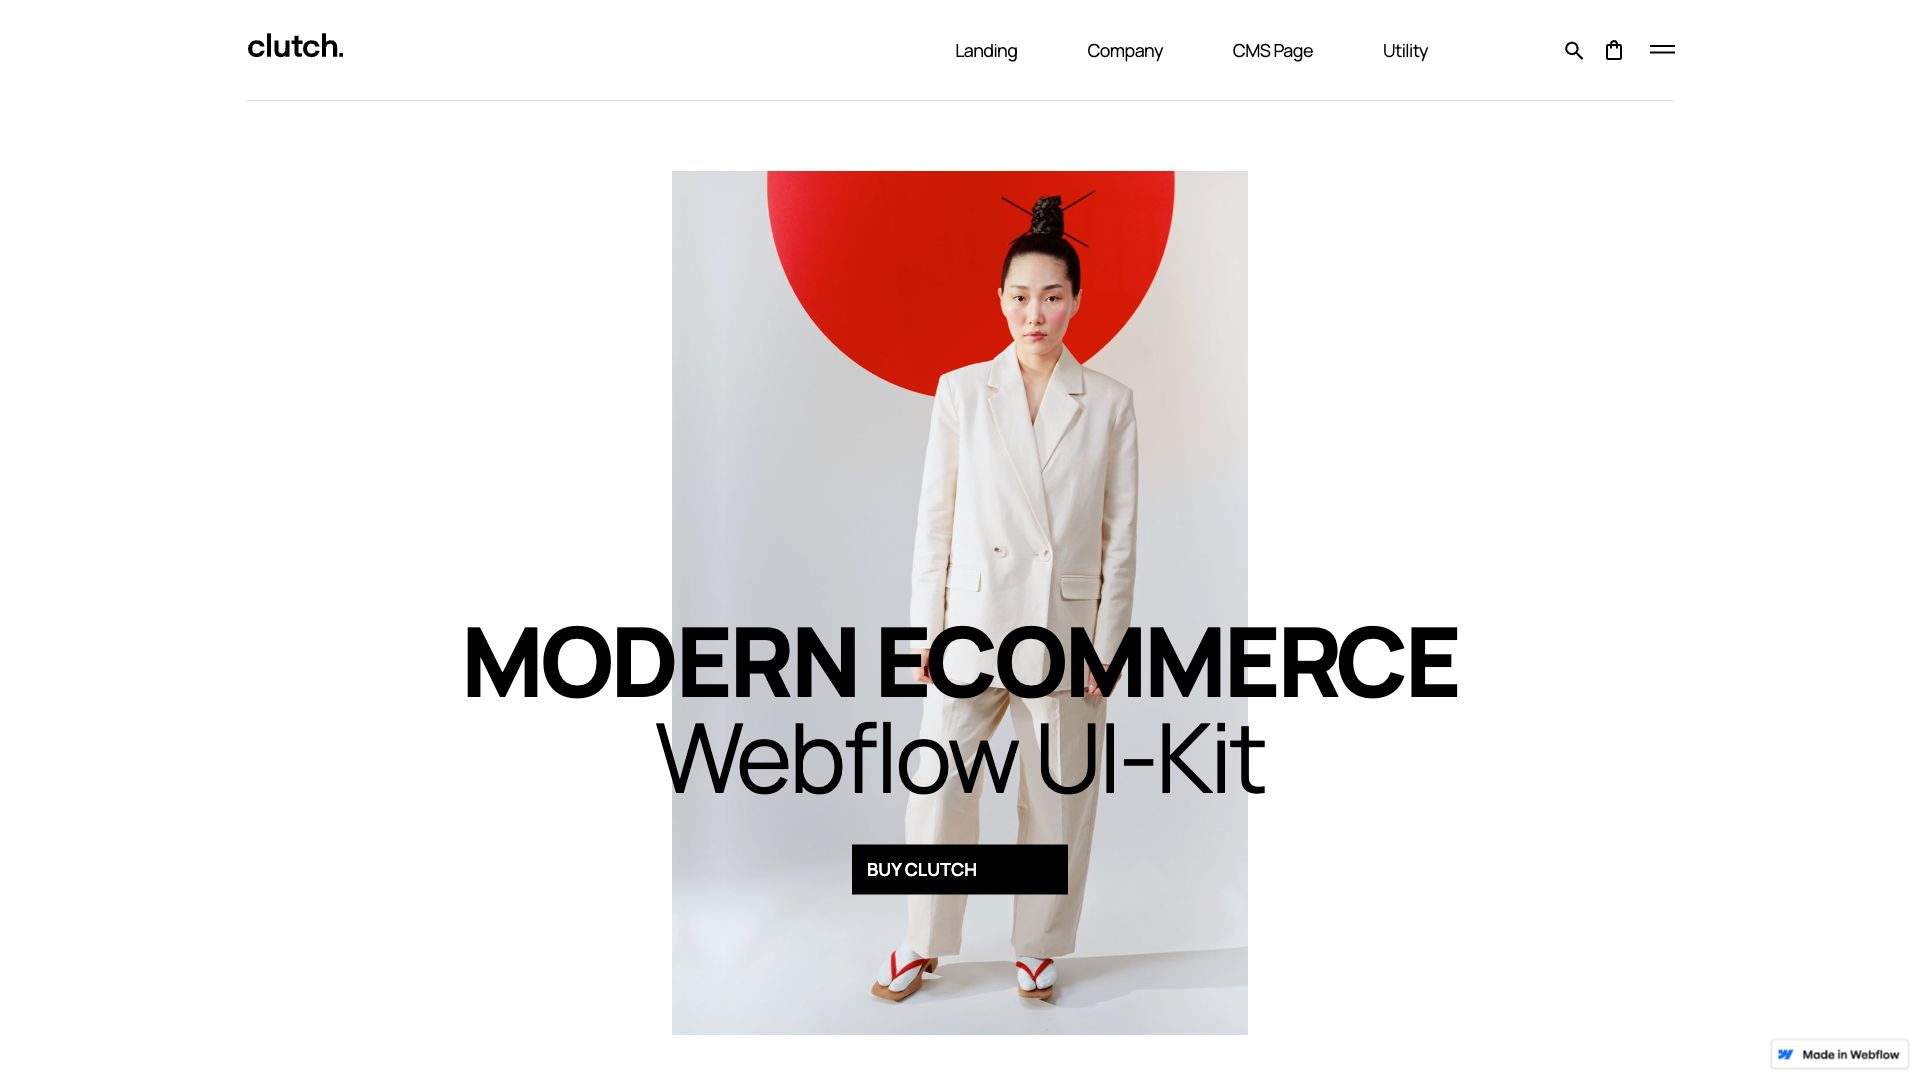 clutch.
Landing
Company
CMS Page
Utility
MODERN ECOMMERCE
Webflow UI-Kit
BUY CLUTCH
Made in Webflow